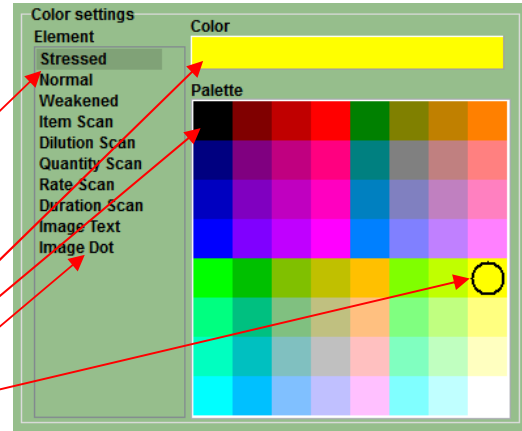 Color settings
Element
Stressed
Normal
Weakened
Item Scan
Dilution Scan
Quantity Scan
Rate Scan
Duration Scan
Image Text
Image Dot
Color
Palette